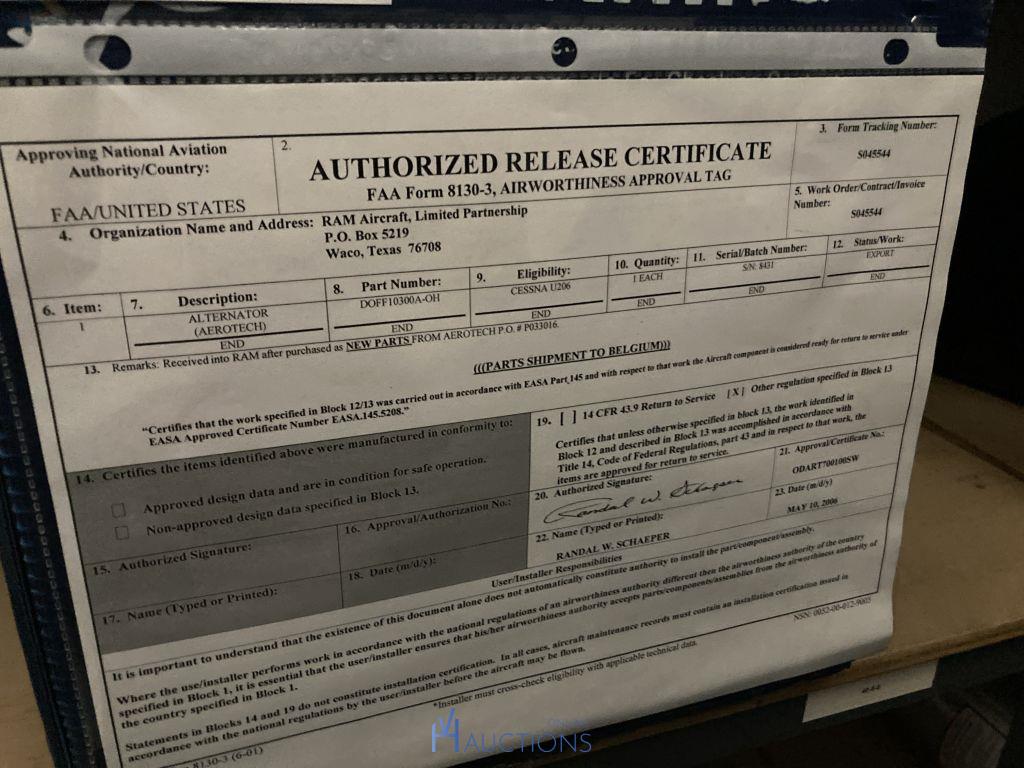 Approving National Aviation
Authority/Country:
FAA/UNITED STATES
2.
AUTHORIZED RELEASE CERTIFICATE
FAA Form 8130-3, AIRWORTHINESS APPROVAL TAG
3. Form Tracking Number:
S045544
4. Organization Name and Address: RAM Aircraft, Limited Partnership
P.O. Box 5219
Waco, Texas 76708
5. Work Order/Contract/Invoice
Number:
S045544
6. Item:
1
7. Description:
ALTERNATOR
(AEROTECH)
END
8. Part Number:
DOFF10300A-OH
END
9. Eligibility:
CESSNA U206
END
10. Quantity:
1 EACH
END
11. Serial/Batch Number:
S/N: 8431
END
12. Status/Work:
EXPORT
END
13. Remarks: Received into RAM after purchased as NEW PARTS FROM AEROTECH P.O. # P033016.
(((PARTS SHIPMENT TO BELGIUM)))
“Certifies that the work specified in Block 12/13 was carried out in accordance with EASA Part 145 and with respect to that work the Aircraft component is considered ready for return to service under
EASA Approved Certificate Number EASA.145.5208.”
14. Certifies the items identified above were manufactured in conformity to:
Approved design data and are in condition for safe operation.
Non-approved design data specified in Block 13.
15. Authorized Signature:
16. Approval/Authorization No.:
17. Name (Typed or Printed):
18. Date (m/d/y):
19. [ ] 14 CFR 43.9 Return to Service [X] Other regulation specified in Block 13
Certifies that unless otherwise specified in block 13, the work identified in
Block 12 and described in Block 13 was accomplished in accordance with
Title 14, Code of Federal Regulations, part 43 and in respect to that work, the
items are approved for return to service.
20. Authorized Signature:
Randal W. Schaeper
21. Approval/Certificate No.:
ODART700100SW
22. Name (Typed or Printed):
RANDAL W. SCHAEPER
23. Date (m/d/y)
MAY 10, 2006
User/Installer Responsibilities
It is important to understand that the existence of this document alone does not automatically constitute authority to install the part/component/assembly.
Where the use/installer performs work in accordance with the national regulations of an airworthiness authority different then the airworthiness authority of the country
specified in Block 1, it is essential that the user/installer ensures that his/her airworthiness authority accepts parts/components/assemblies from the airworthiness authority of
the country specified in Block 1.
Statements in Blocks 14 and 19 do not constitute installation certification. In all cases, aircraft maintenance records must contain an installation certification issued in
accordance with the national regulations by the user/installer before the aircraft may be flown.
*Installer must cross-check eligibility with applicable technical data.
NSN: 0052-00-012-9005
8130-3 (6-01)
ONLINE
AUCTIONS